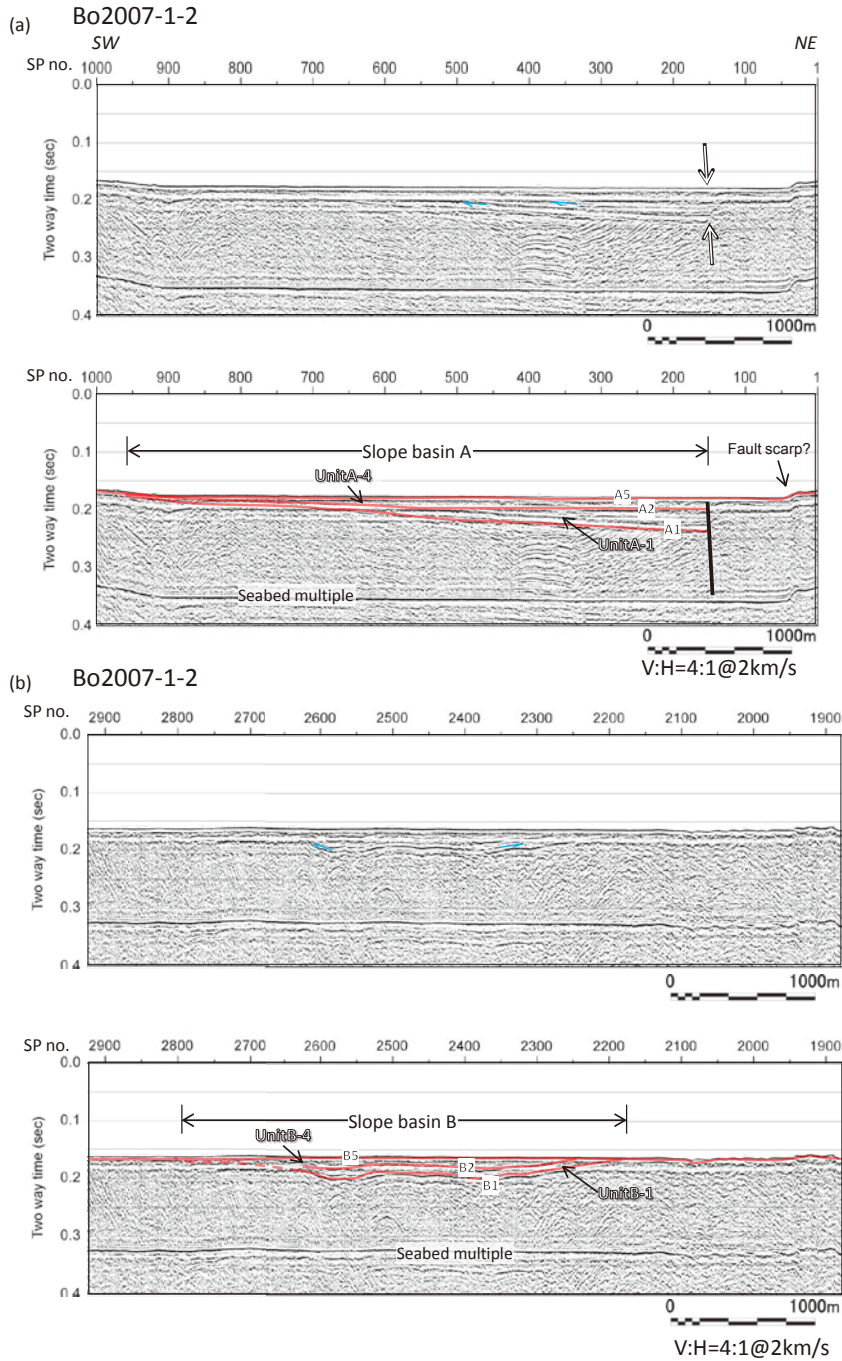 (a) Bo2007-1-2
SW NE
SP no. 1000 900 800 700 600 500 400 300 200 100 1
0.0
0.1
0.2
0.3
0.4
Two way time (sec)
0 1000m
SP no. 1000 900 800 700 600 500 400 300 200 100 1
0.0
0.1
0.2
0.3
0.4
Two way time (sec)
Slope basin A
Fault scarp?
UnitA-4
A5
A2
A1
UnitA-1
Seabed multiple
0 1000m
V:H=4:1@2km/s
(b) Bo2007-1-2
SP no. 2900 2800 2700 2600 2500 2400 2300 2200 2100 2000 1900
0.0
0.1
0.2
0.3
0.4
Two way time (sec)
0 1000m
SP no. 2900 2800 2700 2600 2500 2400 2300 2200 2100 2000 1900
0.0
0.1
0.2
0.3
0.4
Two way time (sec)
Slope basin B
UnitB-4
B5
B2
B1
UnitB-1
Seabed multiple
0 1000m
V:H=4:1@2km/s